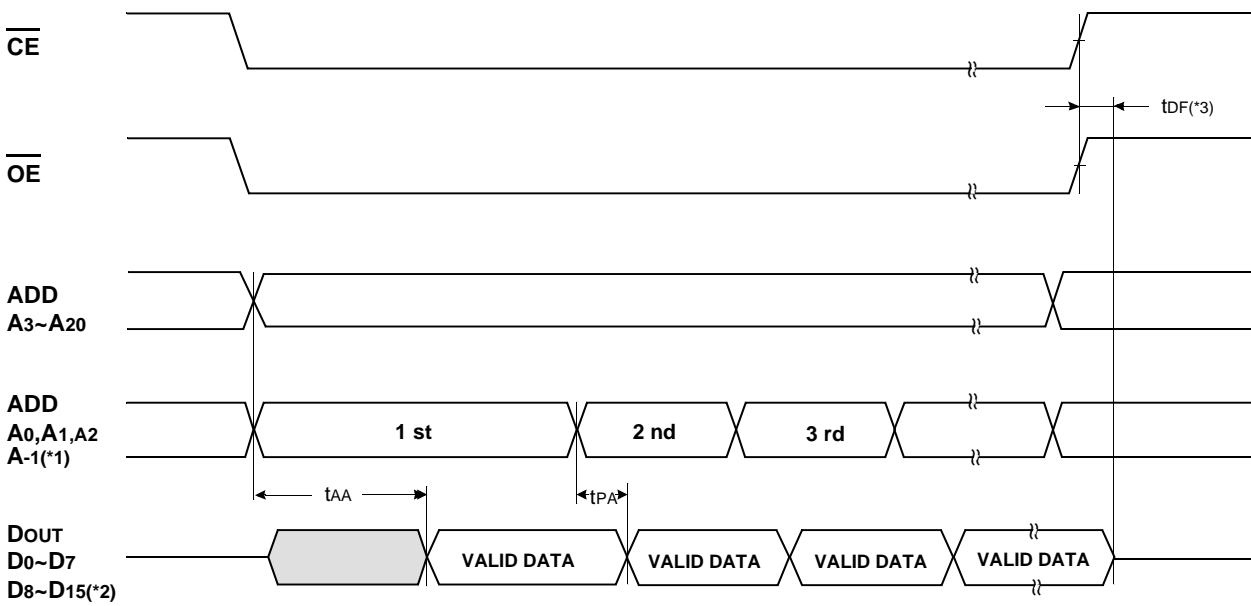 CE
tDF(*3)
OE
ADD
A3~A20
ADD
A0,A1,A2
A-1(*1)
1 st
2 nd
3 rd
tAA
tPA
DOUT
D0~D7
D8~D15(*2)
VALID DATA
VALID DATA
VALID DATA
VALID DATA